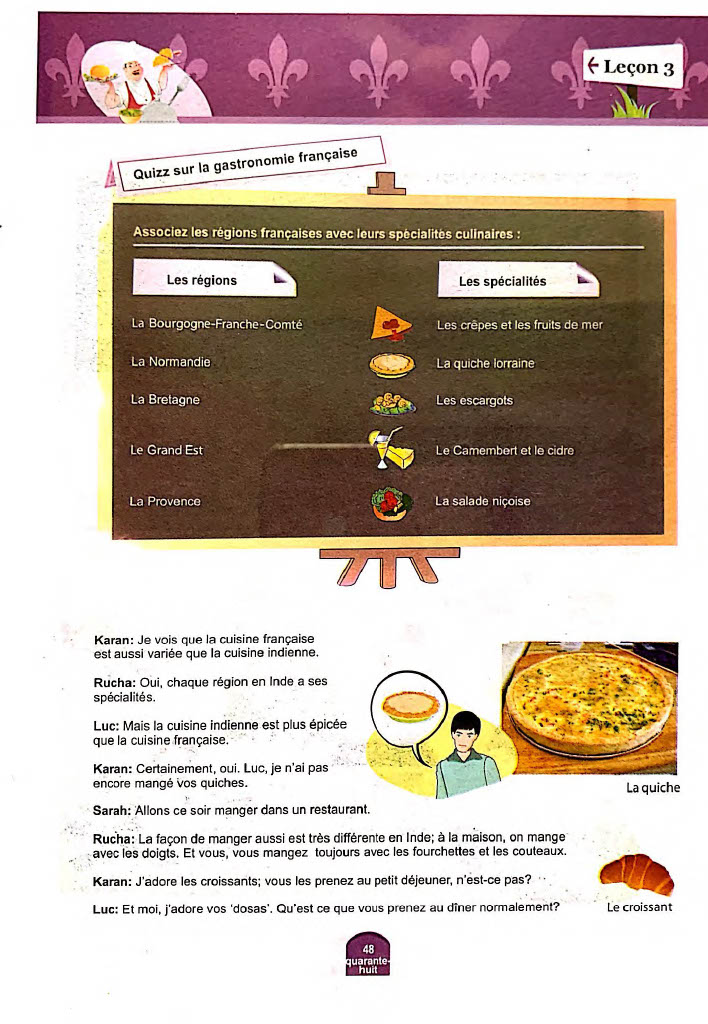 ← Leçon 3
Quizz sur la gastronomie française
Associez les régions françaises avec leurs spécialités culinaires :
Les régions
Les spécialités
La Bourgogne-Franche-Comté
Les crêpes et les fruits de mer
La Normandie
La quiche lorraine
La Bretagne
Les escargots
Le Grand Est
Le Camembert et le cidre
La Provence
La salade niçoise
Karan: Je vois que la cuisine française
est aussi variée que la cuisine indienne.
Rucha: Oui, chaque région en Inde a ses
spécialités.
Luc: Mais la cuisine indienne est plus épicée
que la cuisine française.
Karan: Certainement, oui. Luc, je n'ai pas
encore mangé vos quiches.
La quiche
Sarah: Allons ce soir manger dans un restaurant.
Rucha: La façon de manger aussi est très différente en Inde; à la maison, on mange
avec les doigts. Et vous, vous mangez toujours avec les fourchettes et les couteaux.
Karan: J'adore les croissants; vous les prenez au petit déjeuner, n'est-ce pas?
Luc: Et moi, j'adore vos 'dosas'. Qu'est ce que vous prenez au dîner normalement?
Le croissant
48
quarante-
huit